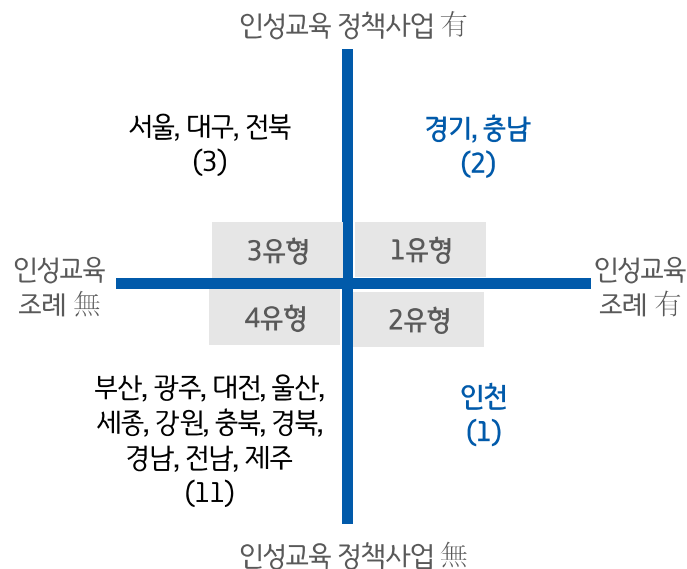 인성교육 정책사업 有
서울, 대구, 전북
(3)
경기, 충남
(2)
3유형
1유형
인성교육
조례 無
인성교육
조례 有
4유형
2유형
부산, 광주, 대전, 울산,
세종, 강원, 충북, 경북,
경남, 전남, 제주
(11)
인천
(1)
인성교육 정책사업 無